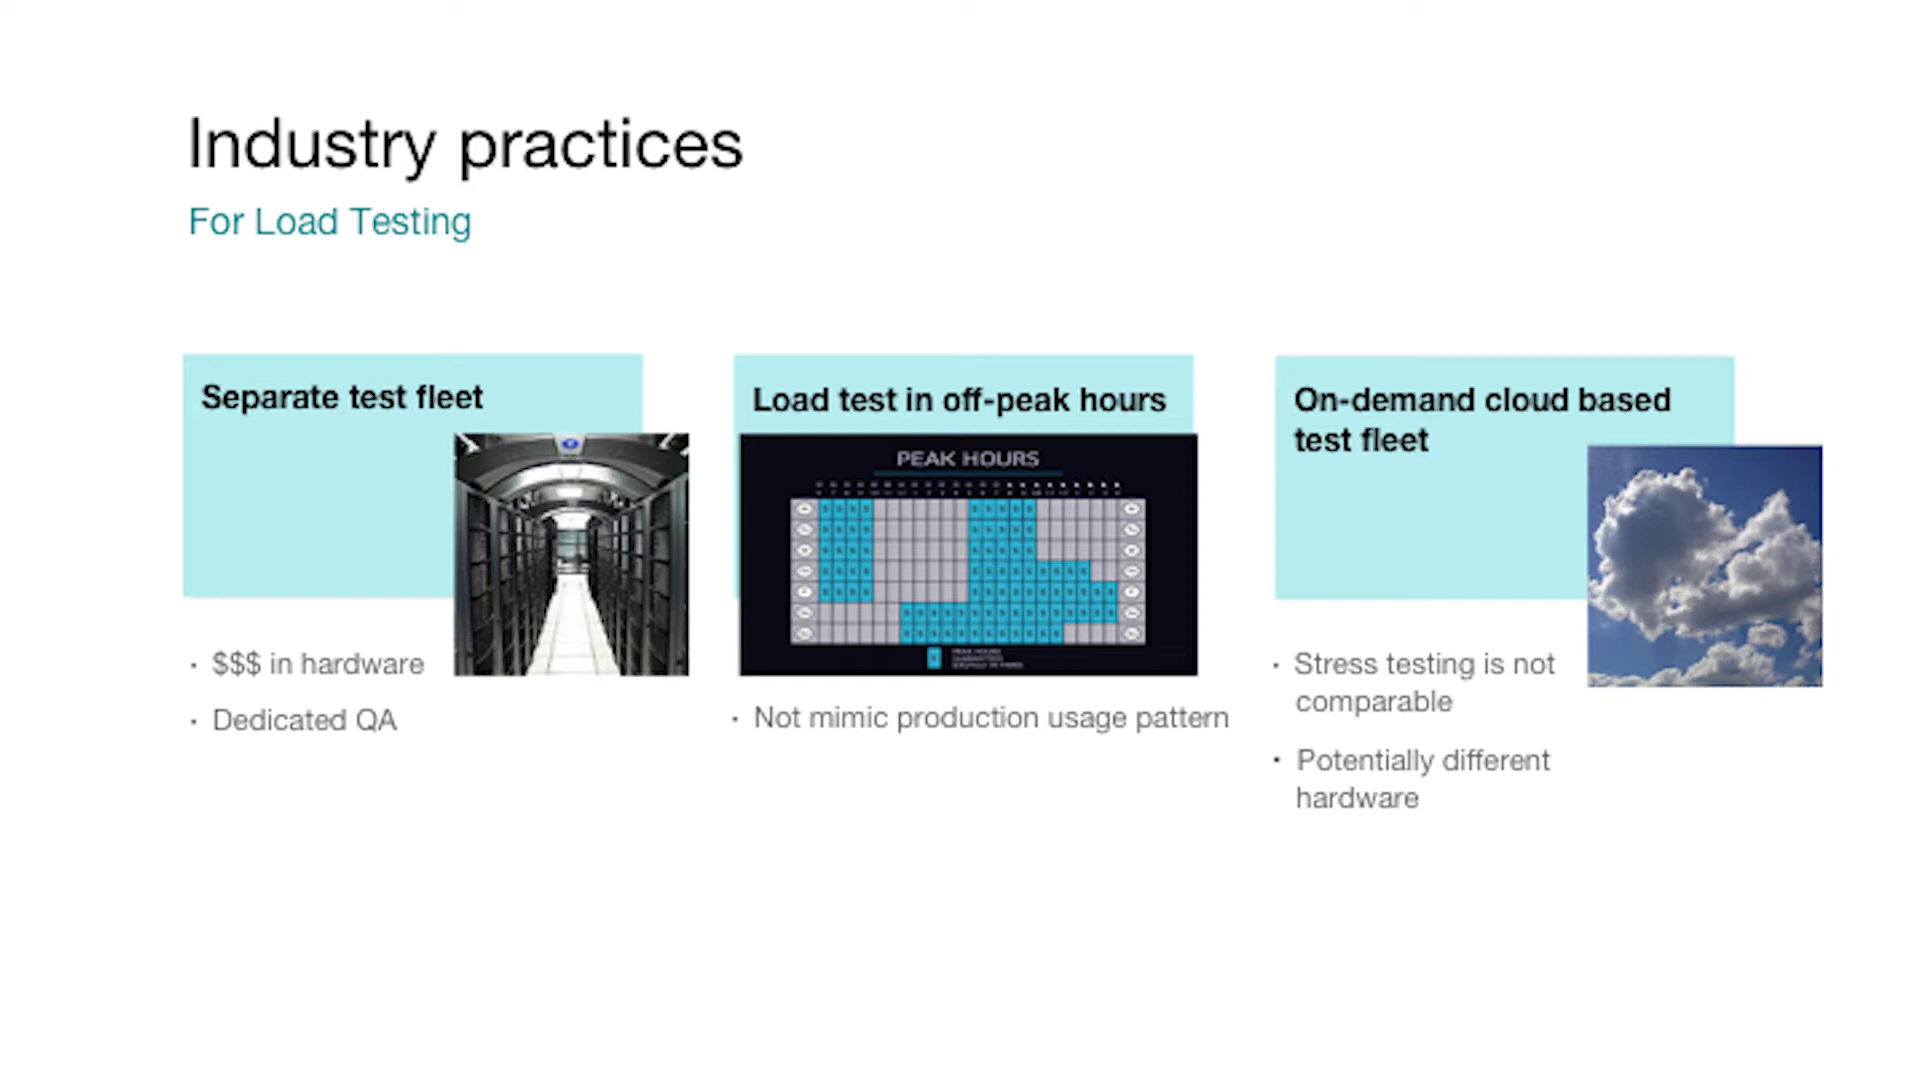 Industry practices
For Load Testing
Separate test fleet
· $$$ in hardware
· Dedicated QA
Load test in off-peak hours
PEAK HOURS
· Not mimic production usage pattern
On-demand cloud based
test fleet
· Stress testing is not
comparable
· Potentially different
hardware